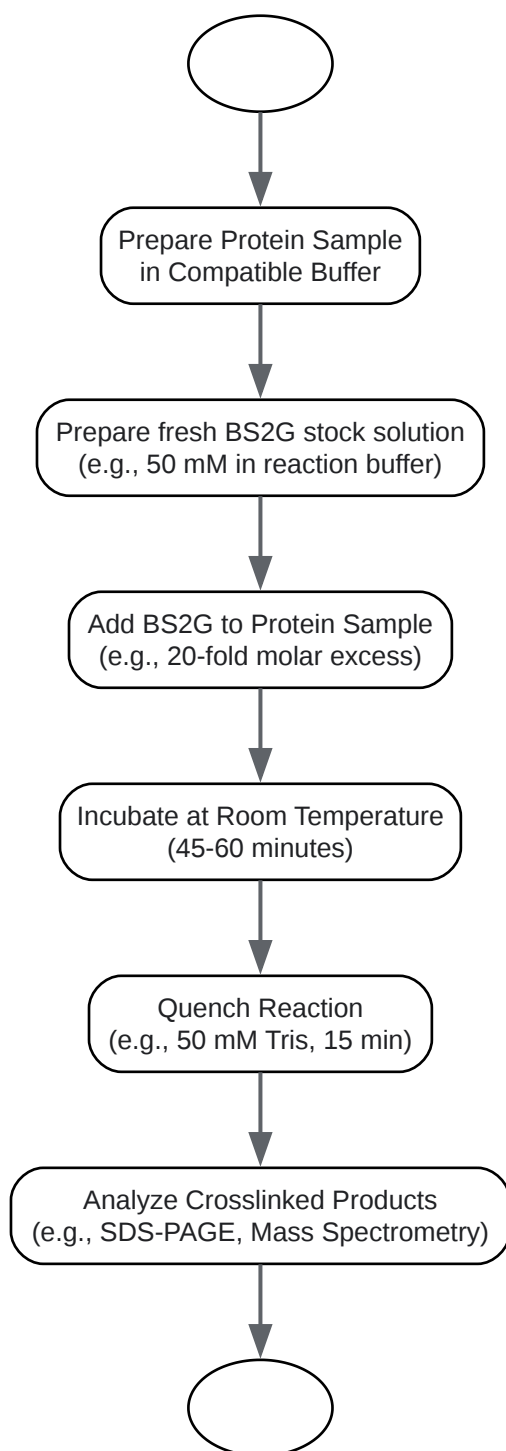 Prepare Protein Sample
in Compatible Buffer
Prepare fresh BS2G stock solution
(e.g., 50 mM in reaction buffer)
Add BS2G to Protein Sample
(e.g., 20-fold molar excess)
Incubate at Room Temperature
(45-60 minutes)
Quench Reaction
(e.g., 50 mM Tris, 15 min)
Analyze Crosslinked Products
(e.g., SDS-PAGE, Mass Spectrometry)